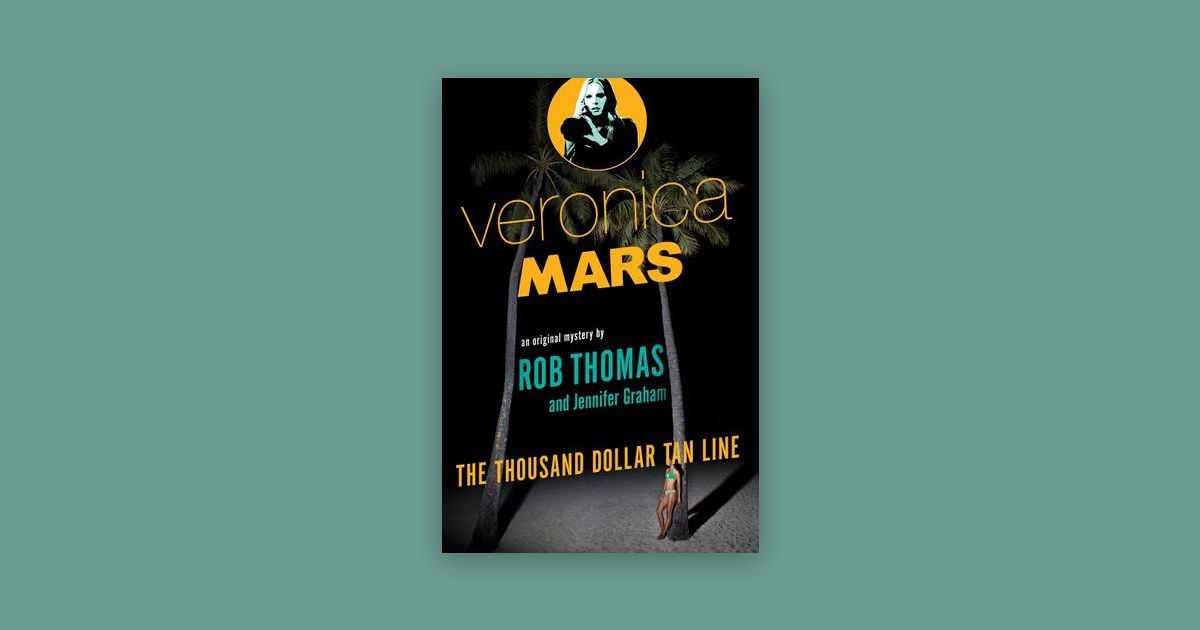 veronica
MARS
an original mystery by
ROB THOMAS
and Jennifer Graham
THE THOUSAND DOLLAR TAN LINE